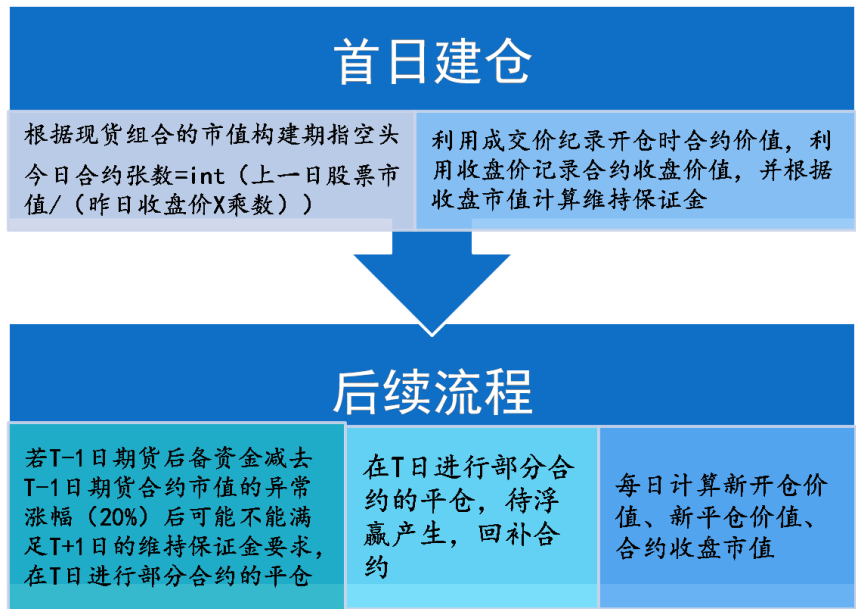 首日建仓
根据现货组合的市值构建期指空头
今日合约张数=int（上一日股票市
值/（昨日收盘价X乘数））
利用成交价纪录开仓时合约价值，利
用收盘价记录合约收盘价值，并根据
收盘市值计算维持保证金
后续流程
若T-1日期货后备资金减去
T-1日期货合约市值的异常
涨幅（20%）后可能不能满
足T+1日的维持保证金要求，
在T日进行部分合约的平仓
在T日进行部分合
约的平仓，待浮
赢产生，回补合
约
每日计算新开仓价
值、新平仓价值、
合约收盘市值